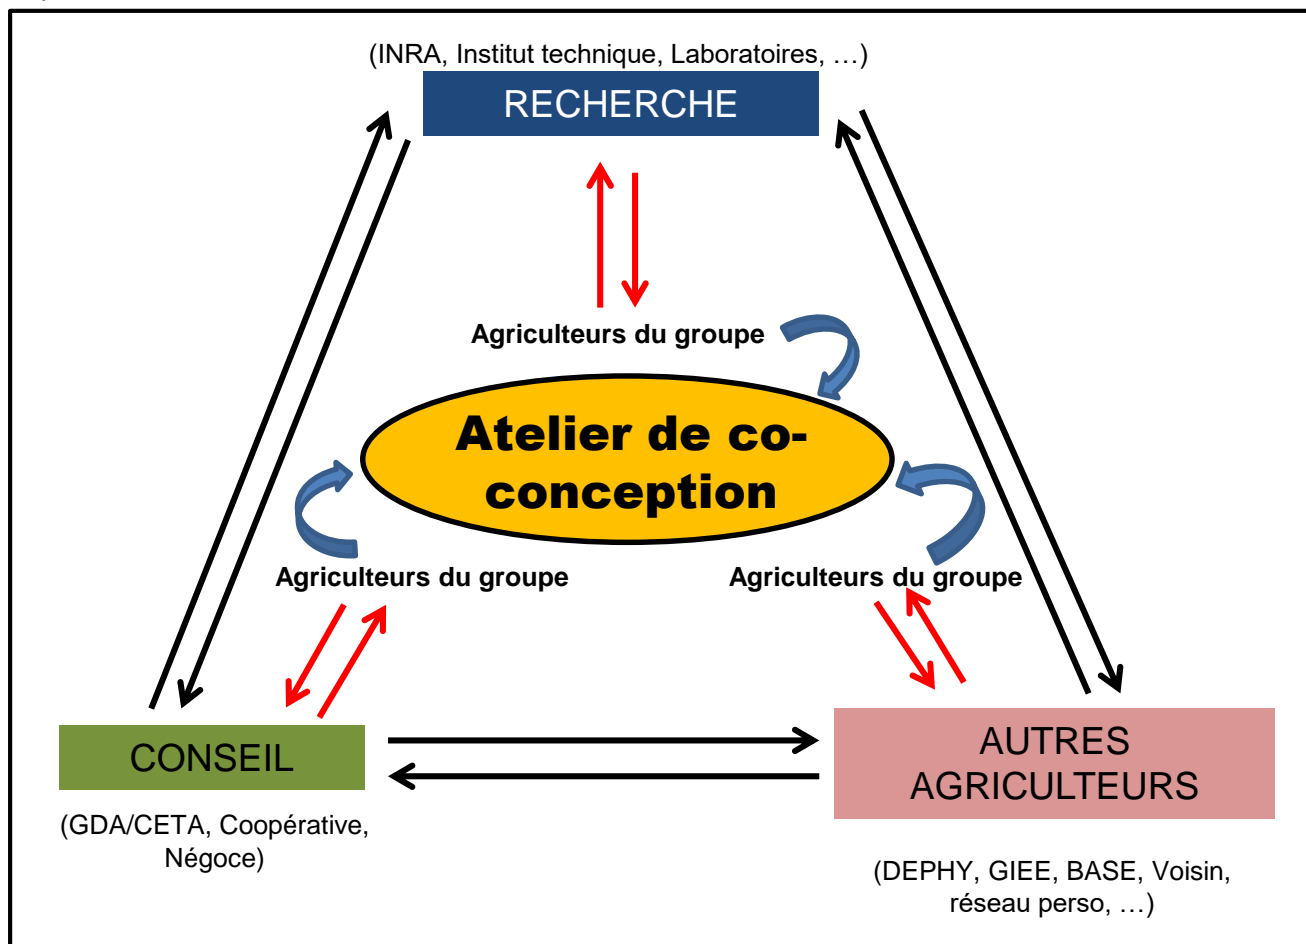 (INRA, Institut technique, Laboratoires, …)
RECHERCHE
Agriculteurs du groupe
Atelier de co-
conception
Agriculteurs du groupe
Agriculteurs du groupe
CONSEIL
(GDA/CETA, Coopérative,
Négoce)
AUTRES
AGRICULTEURS
(DEPHY, GIEE, BASE, Voisin,
réseau perso, …)